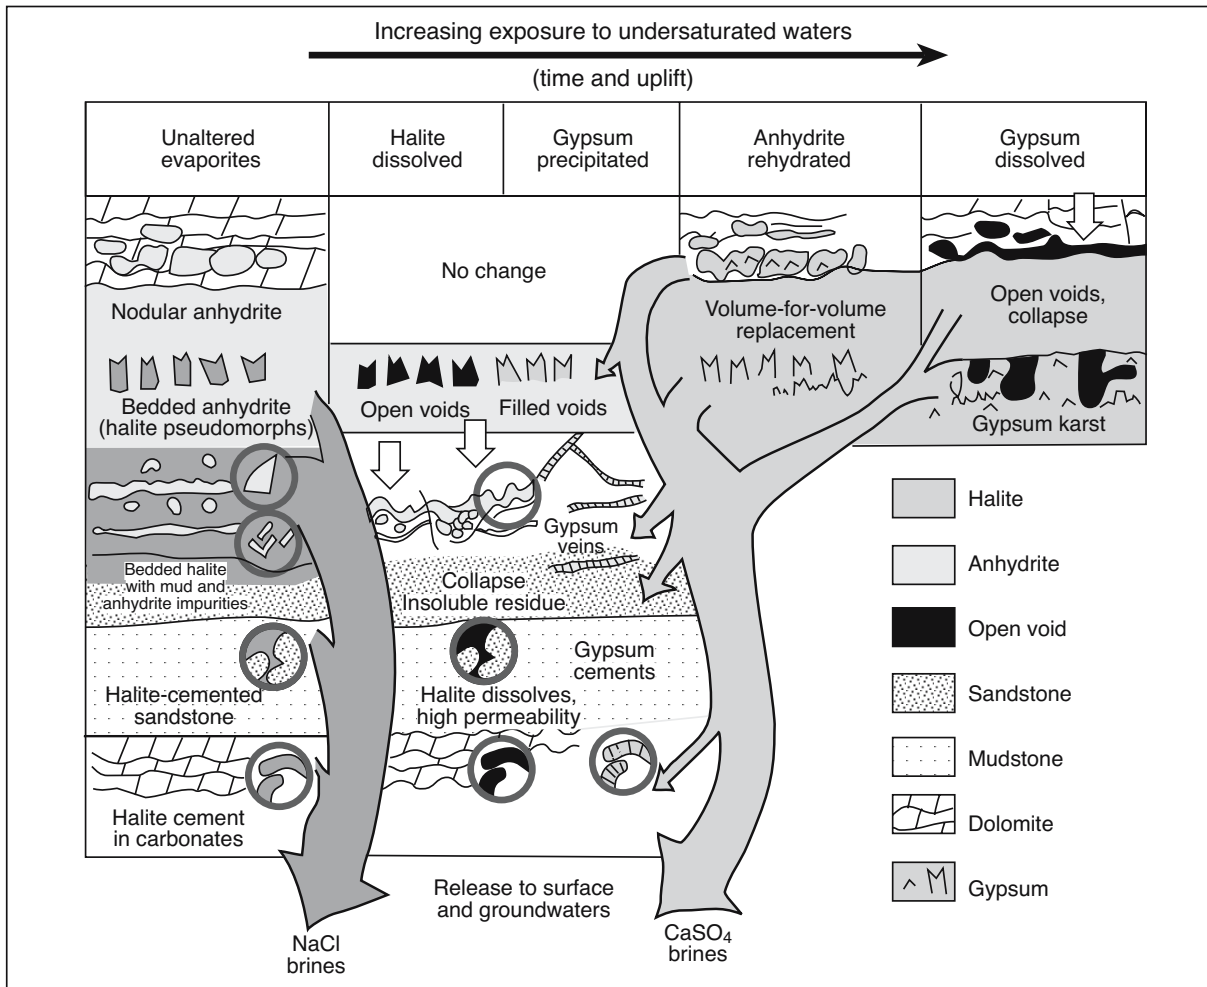 Increasing exposure to undersaturated waters
(time and uplift)
Unaltered
evaporites
Halite
dissolved
Gypsum
precipitated
Anhydrite
rehydrated
Gypsum
dissolved
Nodular anhydrite
No change
Volume-for-volume
replacement
Open voids,
collapse
Bedded anhydrite
(halite pseudomorphs)
Open voids
Filled voids
Gypsum karst
Bedded halite
with mud and
anhydrite impurities
Gypsum
veins
Collapse
Insoluble residue
Halite-cemented
sandstone
Gypsum
cements
Halite dissolves,
high permeability
Halite cement
in carbonates
Release to surface
and groundwaters
NaCl
brines
CaSO4
brines
Halite
Anhydrite
Open void
Sandstone
Mudstone
Dolomite
Gypsum